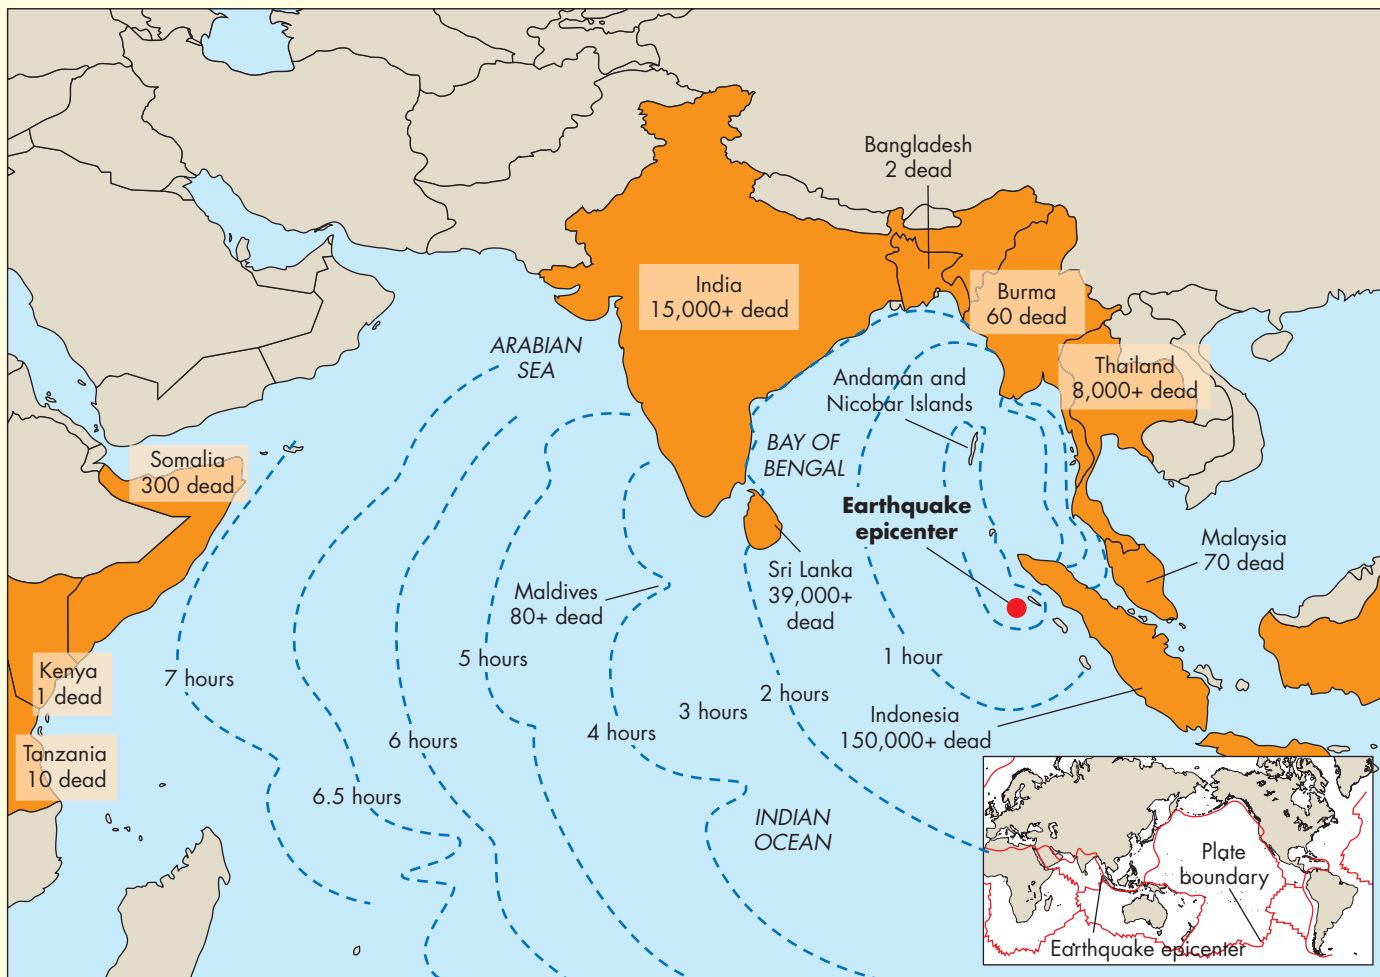 Bangladesh
2 dead
India
15,000+ dead
Burma
60 dead
ARABIAN
SEA
Thailand
8,000+ dead
Andaman and
Nicobar Islands
BAY OF
BENGAL
Somalia
300 dead
Earthquake
epicenter
Malaysia
70 dead
Sri Lanka
39,000+
dead
Maldives
80+ dead
Kenya
1 dead
7 hours
5 hours
1 hour
2 hours
3 hours
4 hours
6 hours
Indonesia
150,000+ dead
Tanzania
10 dead
6.5 hours
INDIAN
OCEAN
Plate
boundary
Earthquake epicenter